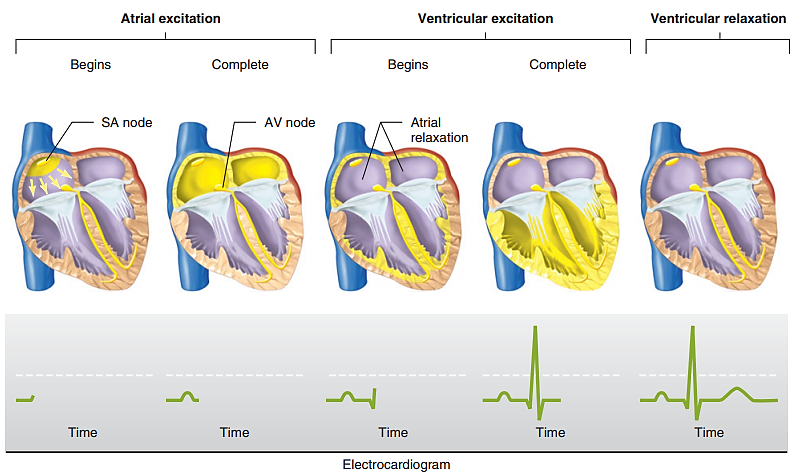 Atrial excitation
Ventricular excitation
Ventricular relaxation
Begins
Complete
Begins
Complete
SA node
AV node
Atrial
relaxation
Time
Time
Time
Time
Time
Electrocardiogram